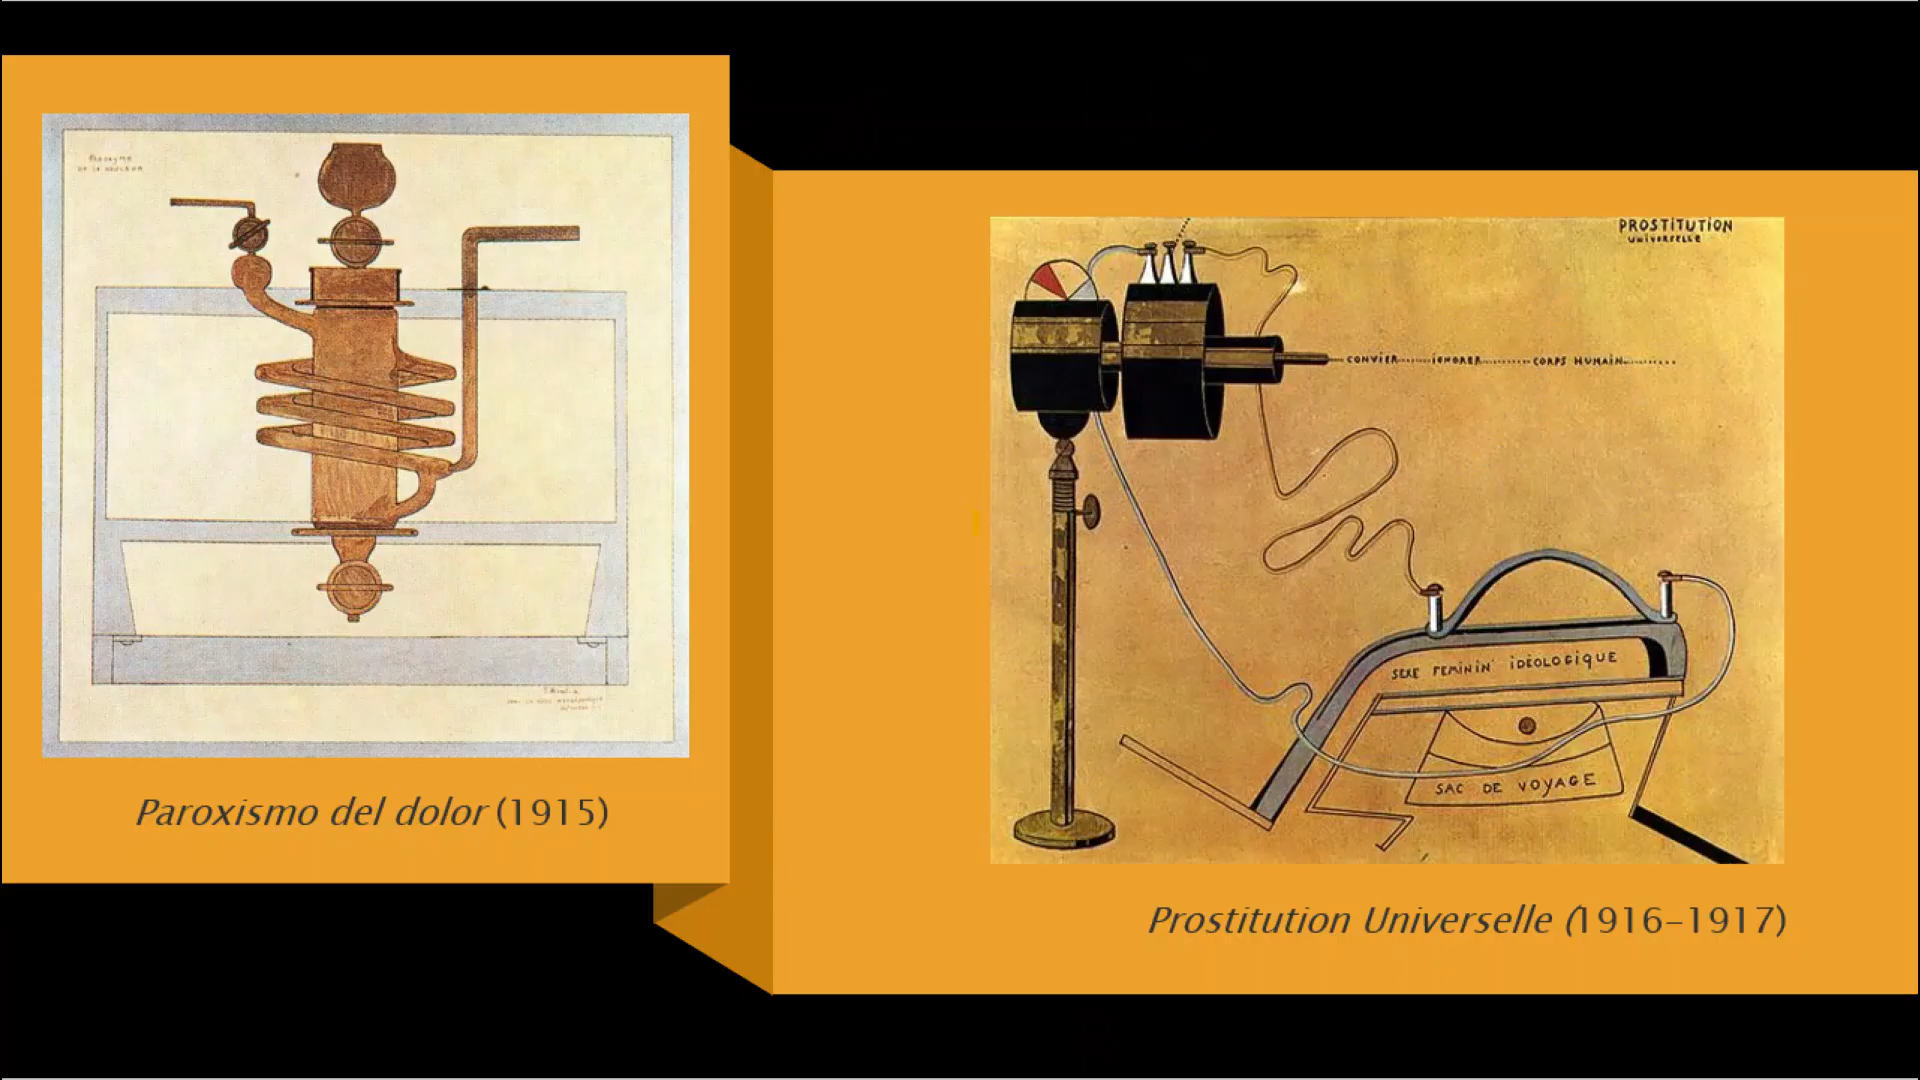 Paroxismo del dolor (1915)
PROSTITUTION
UNIVERSELLE
CONVIER........IGNORER..........CORPS HUMAIN..........
SEXE FEMININ IDEOLOGIQUE
SAC DE VOYAGE
Prostitution Universelle (1916-1917)